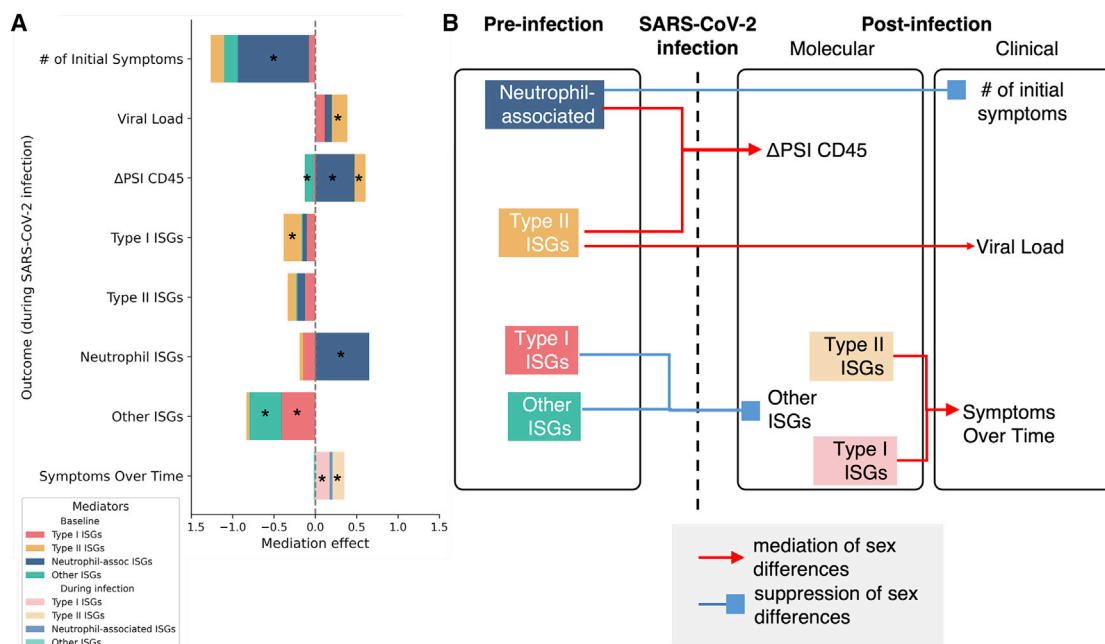 A
Outcome (during SARS-CoV-2 infection)
# of Initial Symptoms
Viral Load
ΔPSI CD45
Type I ISGs
Type II ISGs
Neutrophil ISGs
Other ISGs
Symptoms Over Time
*
*
* * *
*
*
* *
* *
1.5 −1.0 −0.5 0.0 0.5 1.0 1.5
Mediation effect
Mediators
Baseline
Type I ISGs
Type II ISGs
Neutrophil-assoc ISGs
Other ISGs
During infection
Type I ISGs
Type II ISGs
Neutrophil-associated ISGs
Other ISGs
B
Pre-infection
SARS-CoV-2
infection
Post-infection
Molecular
Clinical
Neutrophil-
associated
# of initial
symptoms
ΔPSI CD45
Type II
ISGs
Viral Load
Type I
ISGs
Type II
ISGs
Other
ISGs
Other
ISGs
Symptoms
Over Time
Type I
ISGs
mediation of sex
differences
suppression of sex
differences